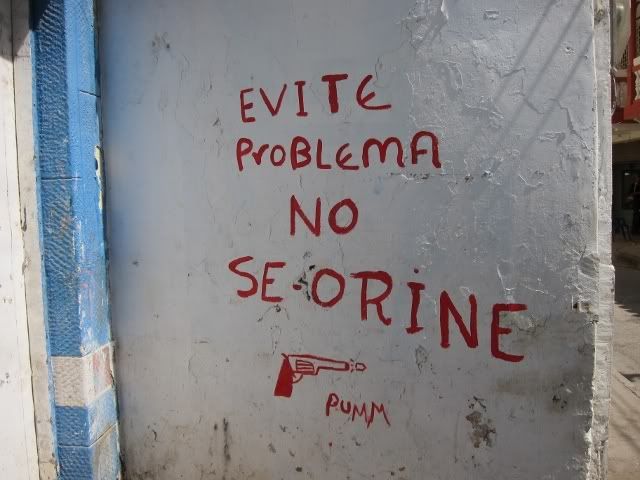 EVITE
PROBLEMA
NO
SE·ORINE
PUMM